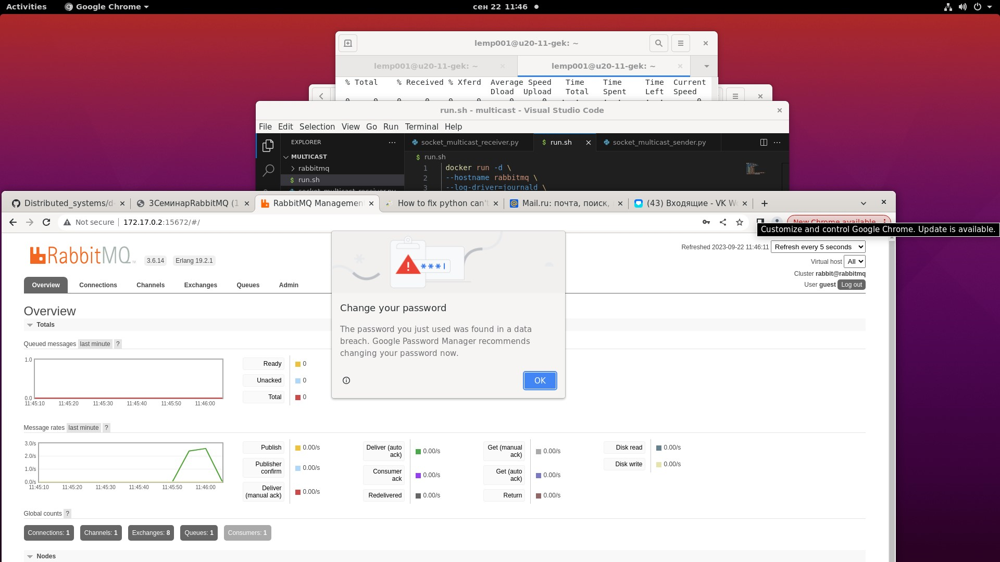 Activities
Google Chrome
сен 22 11:46
lemp001@u20-11-gek: ~
lemp001@u20-11-gek: ~
lemp001@u20-11-gek: ~
% Total % Received % Xferd Average Speed Time Time Time Current
Dload Upload Total Spent Left Speed
run.sh - multicast - Visual Studio Code
File Edit Selection View Go Run Terminal Help
EXPLORER
socket_multicast_receiver.py
run.sh
socket_multicast_sender.py
MULTICAST
rabbitmq
run.sh
socket_multicast_receiver.py
run.sh
1 docker run -d \
2 --hostname rabbitmq \
3 --log-driver=journald \
Distributed_systems/d-
3СеминарRabbitMQ (1
RabbitMQ Managemen
How to fix python can't
Mail.ru: почта, поиск,
(43) Входящие - VK W
Not secure
172.17.0.2:15672/#/
New Chrome available
Customize and control Google Chrome. Update is available.
RabbitMQ
3.6.14
Erlang 19.2.1
Refreshed 2023-09-22 11:46:11
Refresh every 5 seconds
Virtual host All
Cluster rabbit@rabbitmq
User guest Log out
Overview Connections Channels Exchanges Queues Admin
Overview
Totals
Queued messages last minute ?
1.0
0.0
11:45:10 11:45:20 11:45:30 11:45:40 11:45:50 11:46:00
Ready 0
Unacked 0
Total 0
***
Change your password
The password you just used was found in a data
breach. Google Password Manager recommends
changing your password now.
OK
Message rates last minute ?
3.0/s
2.0/s
1.0/s
0.0/s
11:45:10 11:45:20 11:45:30 11:45:40 11:45:50 11:46:00
Publish 0.00/s
Publisher
confirm 0.00/s
Deliver
(manual ack) 0.00/s
Deliver (auto
ack) 0.00/s
Consumer
ack 0.00/s
Redelivered 0.00/s
Get (manual
ack) 0.00/s
Get (auto
ack) 0.00/s
Return 0.00/s
Disk read 0.00/s
Disk write 0.00/s
Global counts ?
Connections: 1
Channels: 1
Exchanges: 8
Queues: 1
Consumers: 1
Nodes